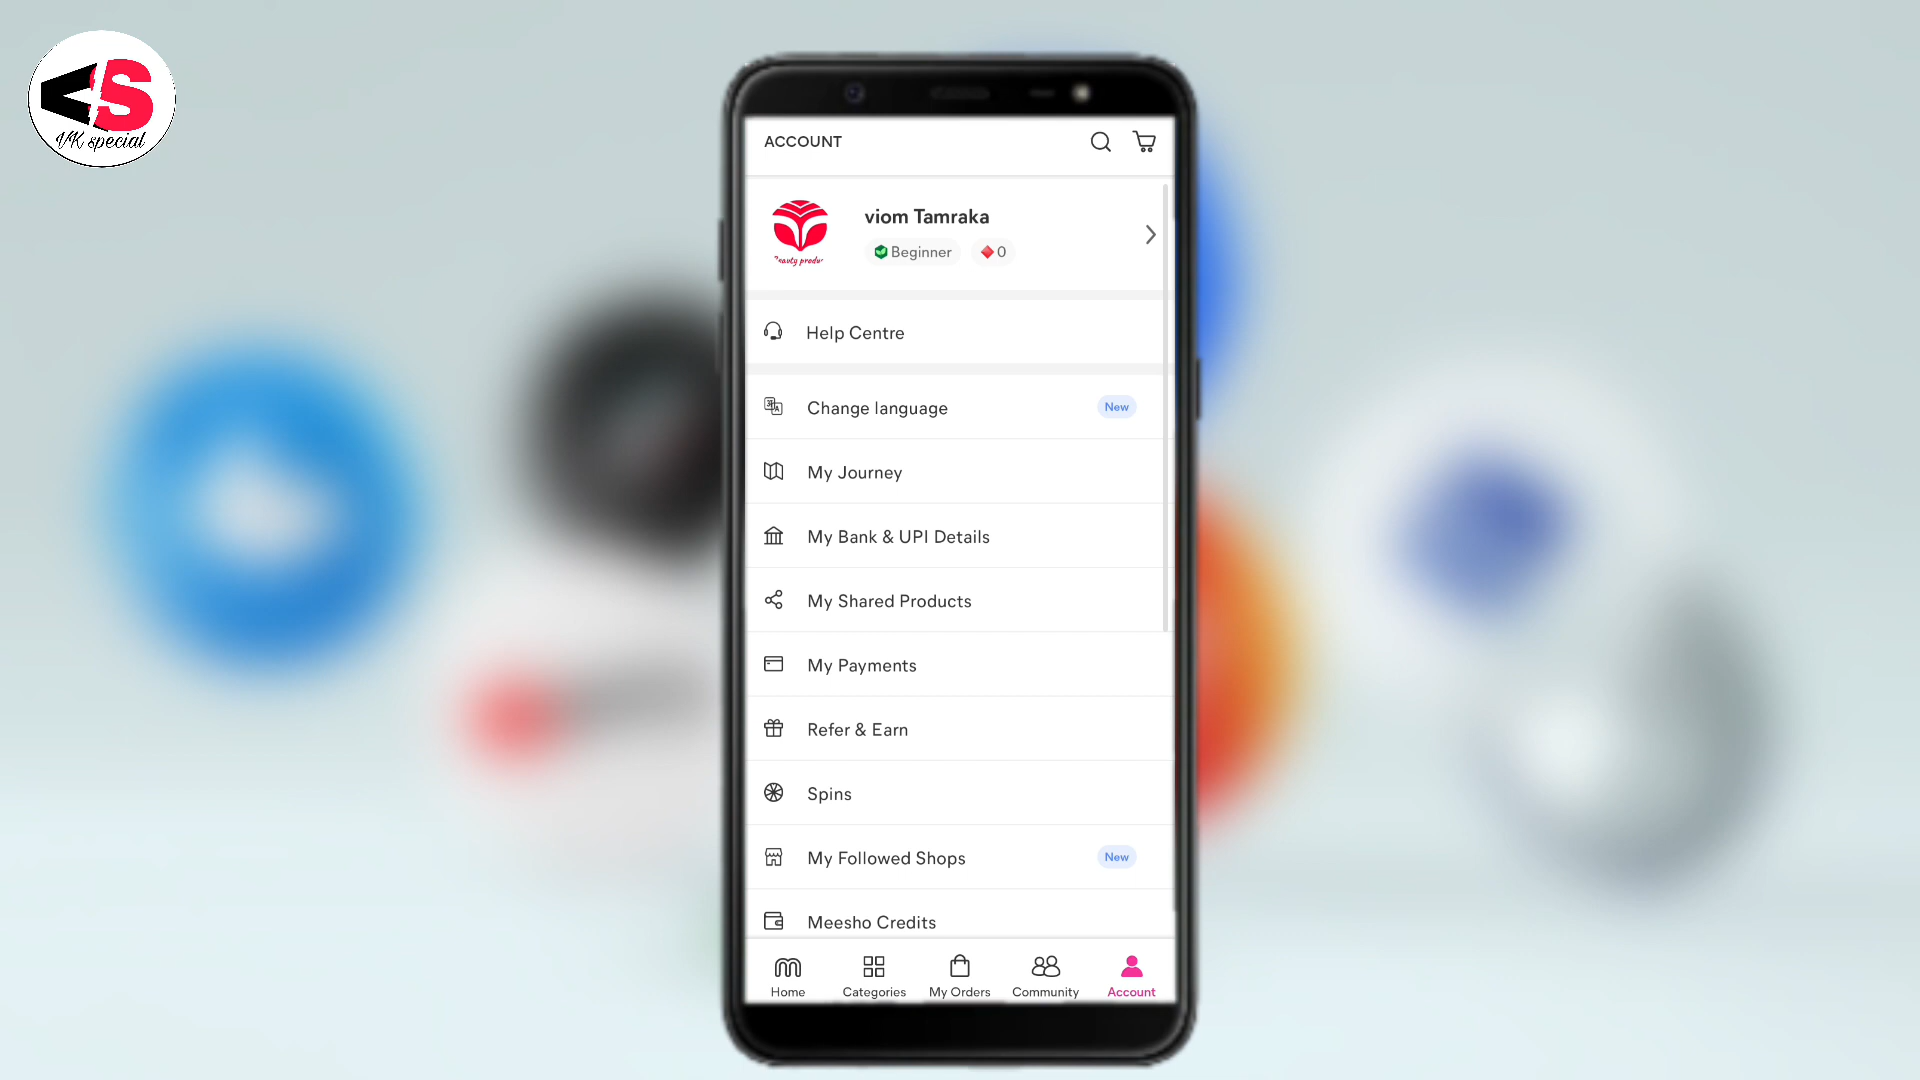 S
VK special
ACCOUNT
viom Tamraka
Beginner
0
Help Centre
Change language
New
My Journey
My Bank & UPI Details
My Shared Products
My Payments
Refer & Earn
Spins
My Followed Shops
New
Meesho Credits
Home
Categories
My Orders
Community
Account